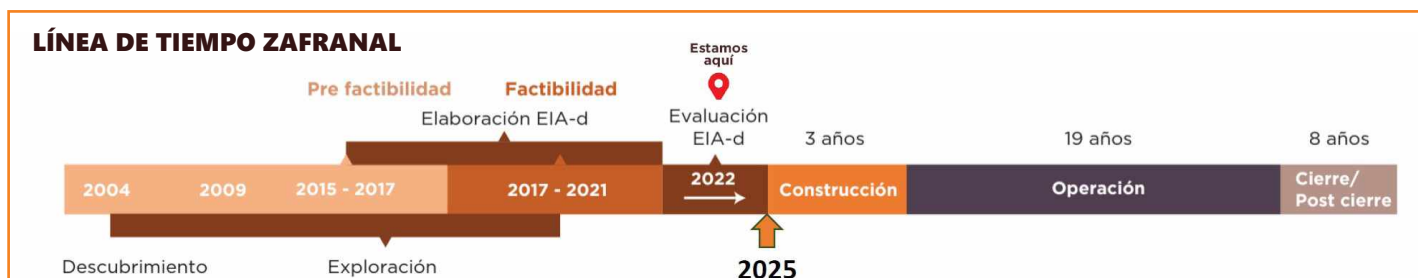 LÍNEA DE TIEMPO ZAFRANAL
Estamos
aquí
Pre factibilidad
Factibilidad
Elaboración EIA-d
Evaluación
EIA-d
3 años
19 años
8 años
2004
2009
2015 - 2017
2017 - 2021
2022
Construcción
Operación
Cierre/
Post cierre
Descubrimiento
Exploración
2025